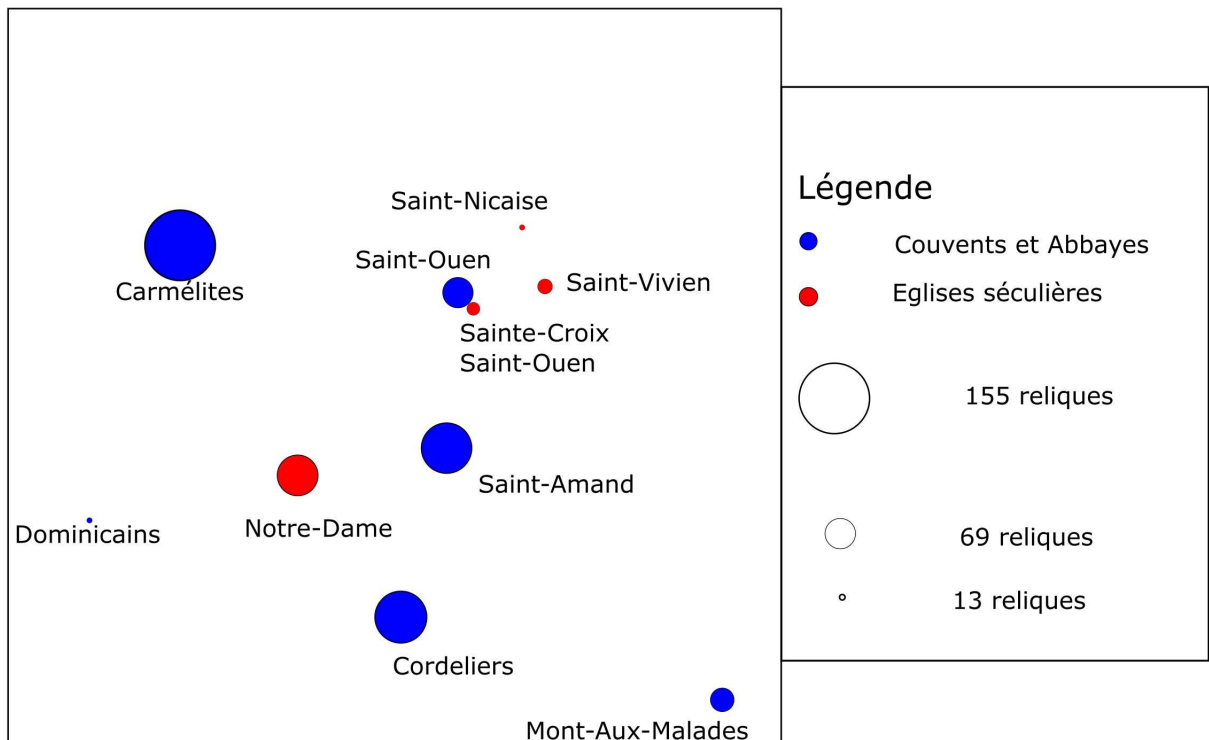 Saint-Nicaise
Saint-Ouen
Saint-Vivien
Carmélites
Sainte-Croix
Saint-Ouen
Saint-Amand
Notre-Dame
Dominicains
Cordeliers
Mont-Aux-Malades
Légende
Couvents et Abbayes
Eglises séculières
155 reliques
69 reliques
13 reliques